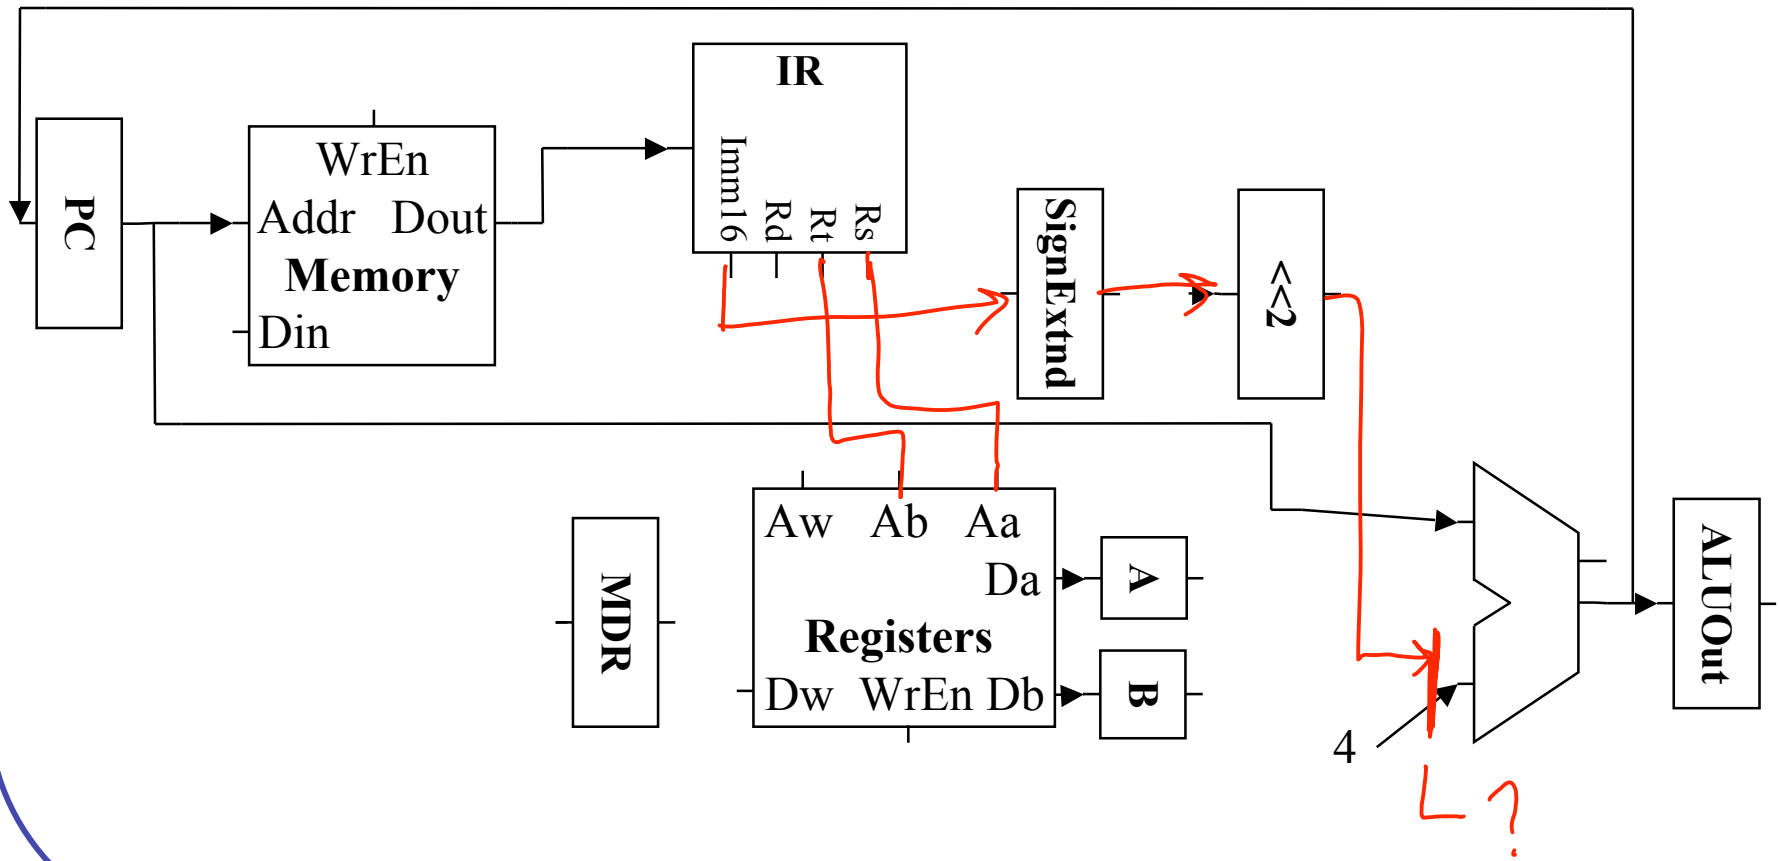 IR
Imm16
Rd
Rt
Rs
PC
WrEn
Addr Dout
Memory
Din
SignExtnd
<<2
MDR
Aw Ab Aa
Da
Registers
Dw WrEn Db
A
B
4
ALUOut
?